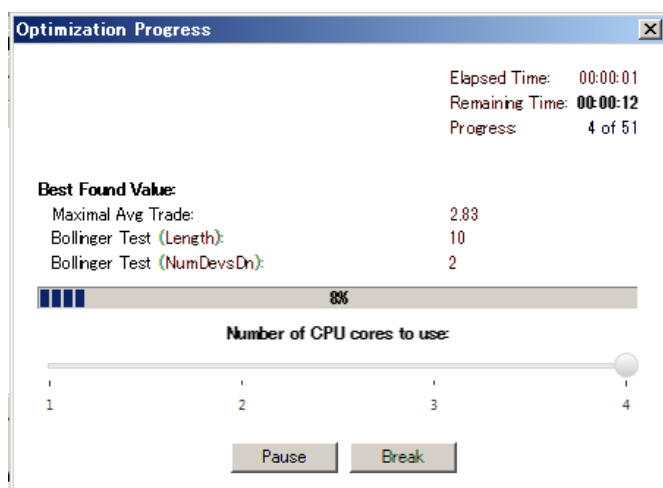 Optimization Progress
Elapsed Time: 00:00:01
Remaining Time: 00:00:12
Progress: 4 of 51
Best Found Value:
Maximal Avg Trade: 2.83
Bollinger Test (Length): 10
Bollinger Test (NumDevsDn): 2
8%
Number of CPU cores to use:
1 2 3 4
Pause Break